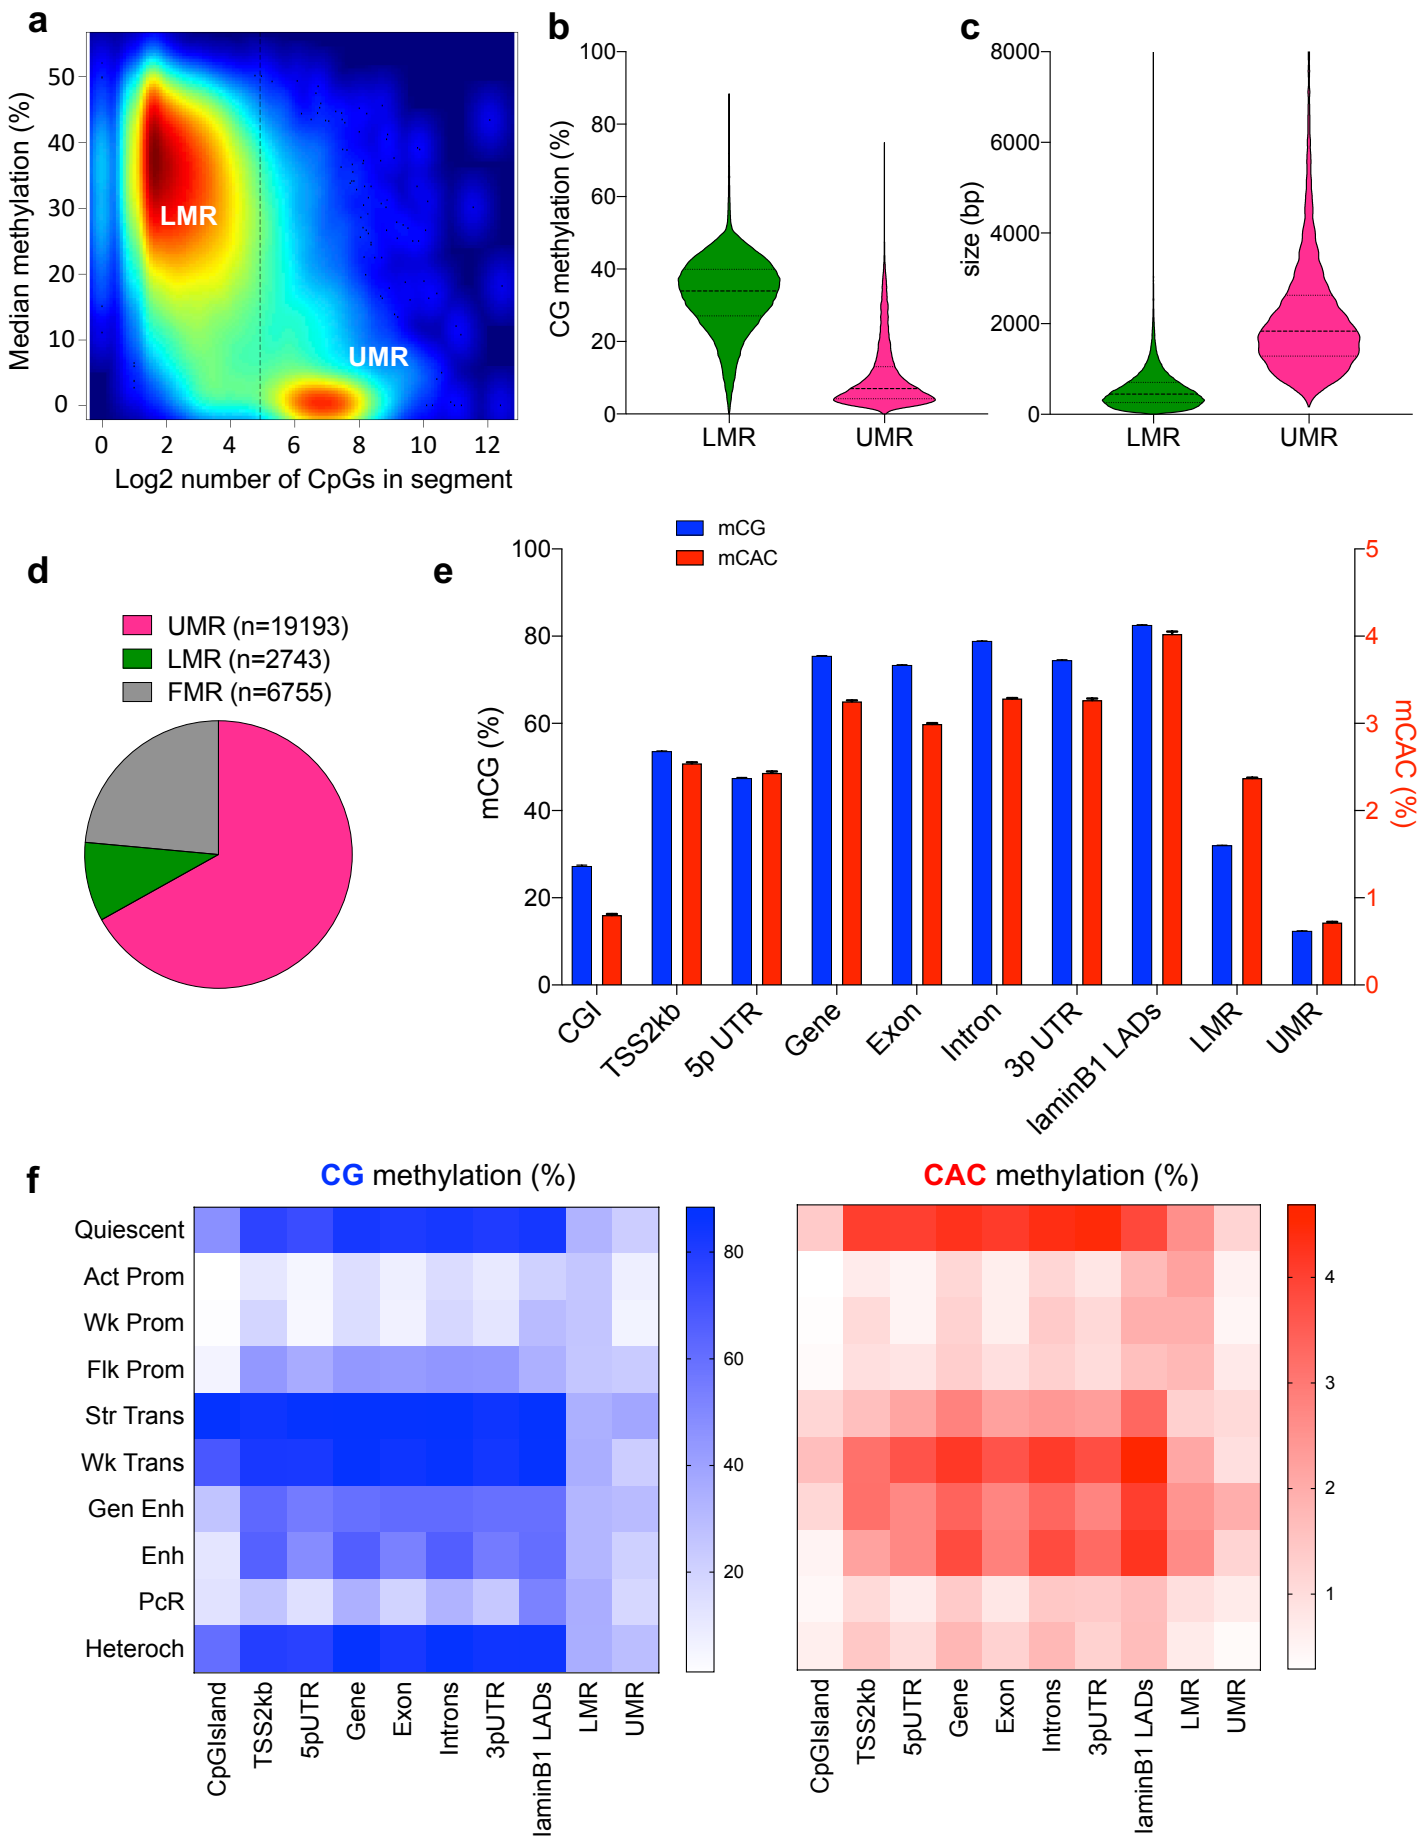 a
Median methylation (%)
50
40
30
20
10
0
LMR
UMR
0 2 4 6 8 10 12
Log2 number of CpGs in segment
b
CG methylation (%)
100
80
60
40
20
0
LMR UMR
c
size (bp)
8000
6000
4000
2000
0
LMR UMR
d
UMR (n=19193)
LMR (n=2743)
FMR (n=6755)
e
mCG
mCAC
mCG (%)
100
80
60
40
20
0
mCAC (%)
5
4
3
2
1
0
CGI
TSS2kb
5p UTR
Gene
Exon
Intron
3p UTR
laminB1 LADs
LMR
UMR
f
CG methylation (%)
Quiescent
Act Prom
Wk Prom
Flk Prom
Str Trans
Wk Trans
Gen Enh
Enh
PcR
Heteroch
CpGIsland
TSS2kb
5pUTR
Gene
Exon
Introns
3pUTR
laminB1 LADs
LMR
UMR
80
60
40
20
CAC methylation (%)
CpGIsland
TSS2kb
5pUTR
Gene
Exon
Introns
3pUTR
laminB1 LADs
LMR
UMR
4
3
2
1